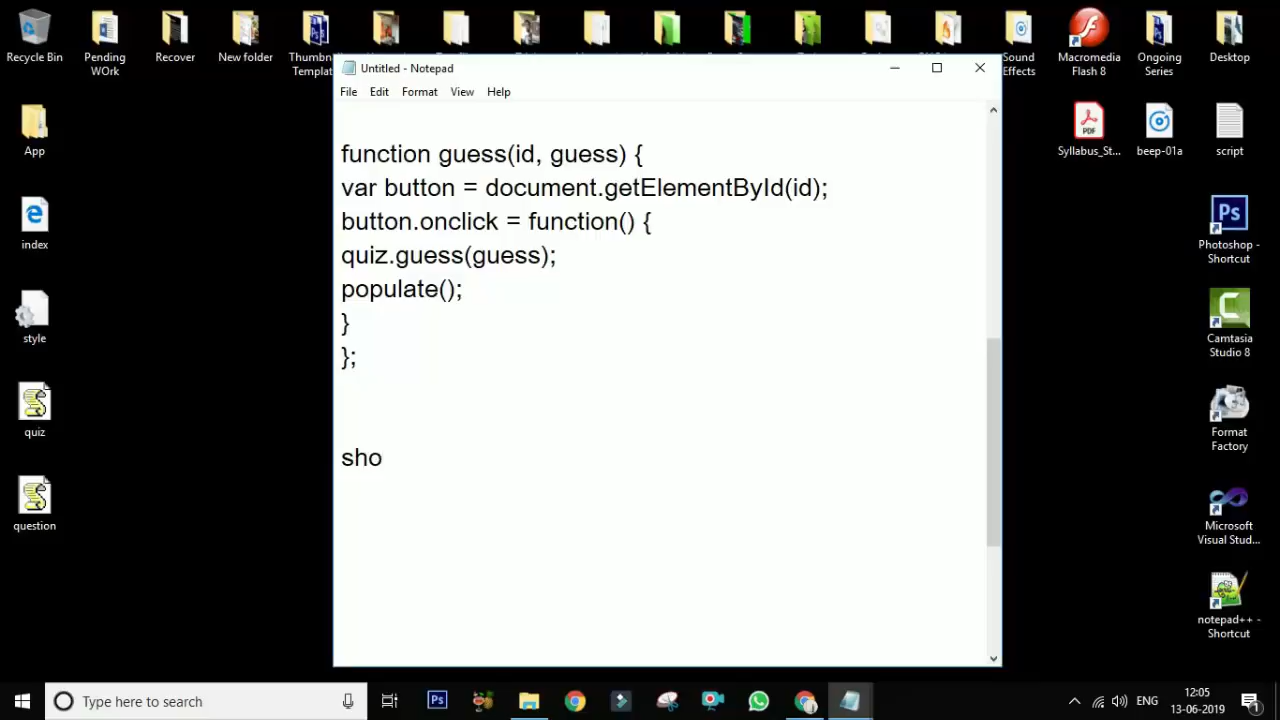 Recycle Bin
Pending WOrk
Recover
New folder
Thumbn
Templat
Sound Effects
Macromedia Flash 8
Ongoing Series
Desktop
App
index
style
quiz
question
Untitled - Notepad
File Edit Format View Help
function guess(id, guess) {
var button = document.getElementById(id);
button.onclick = function() {
quiz.guess(guess);
populate();
}
};
sho
Syllabus_St...
beep-01a
script
Photoshop - Shortcut
Camtasia Studio 8
Format Factory
Microsoft Visual Stud...
notepad++ - Shortcut
Type here to search
ENG
12:05
13-06-2019